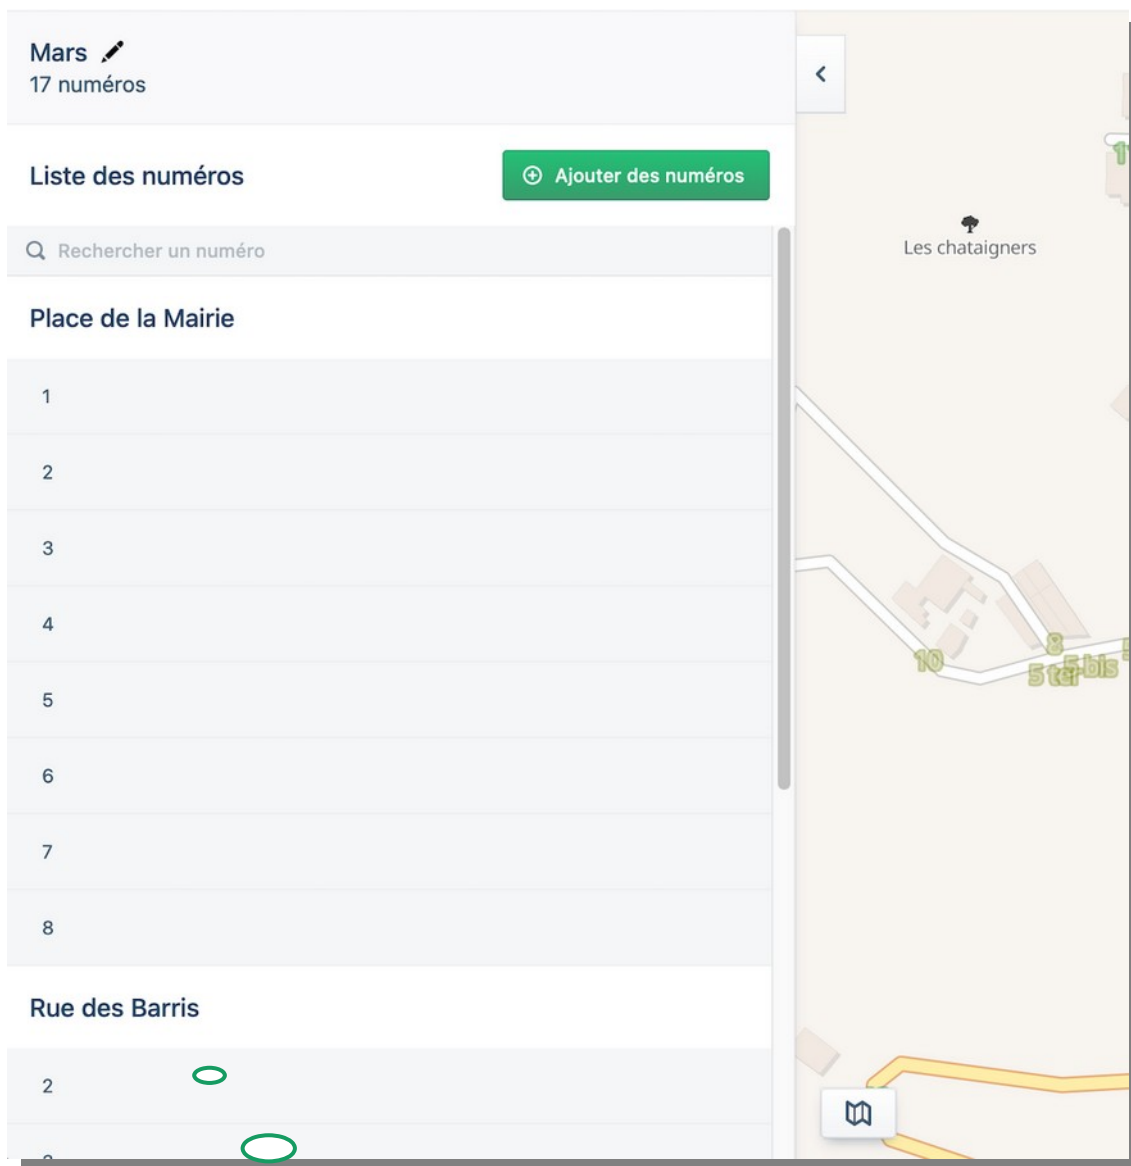 Mars
17 numéros
Liste des numéros
Ajouter des numéros
Rechercher un numéro
Place de la Mairie
1
2
3
4
5
6
7
8
Rue des Barris
2
Les chataigners
10
8
5 ter
5 bis